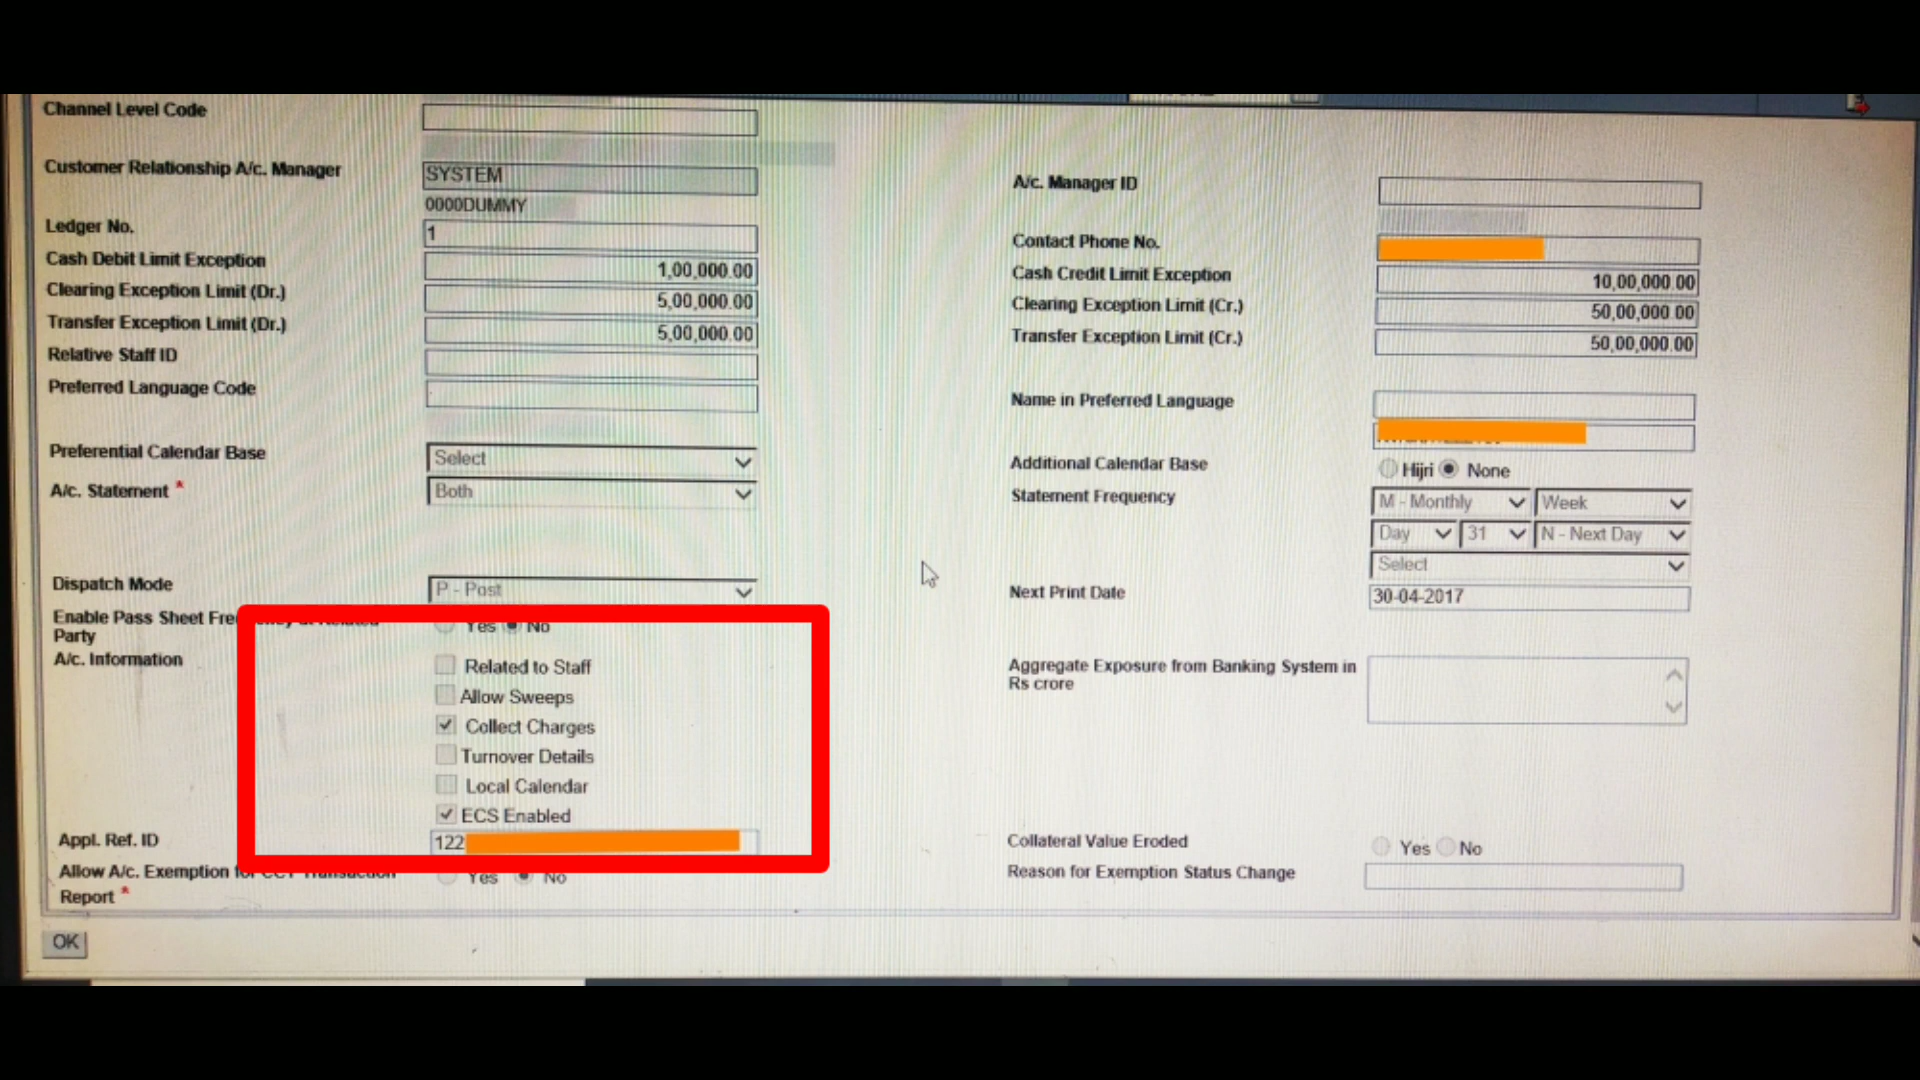 Channel Level Code
Customer Relationship A/c. Manager SYSTEM
0000DUMMY
A/c. Manager ID
Ledger No. 1
Contact Phone No.
Cash Debit Limit Exception 1,00,000.00
Cash Credit Limit Exception 10,00,000.00
Clearing Exception Limit (Dr.) 5,00,000.00
Clearing Exception Limit (Cr.) 50,00,000.00
Transfer Exception Limit (Dr.) 5,00,000.00
Transfer Exception Limit (Cr.) 50,00,000.00
Relative Staff ID
Preferred Language Code
Name in Preferred Language
Preferential Calendar Base Select
Additional Calendar Base Hijri None
A/c. Statement * Both
Statement Frequency M - Monthly Week
Day 31 N - Next Day
Select
Dispatch Mode P - Post
Next Print Date 30-04-2017
Enable Pass Sheet Yes No
Party
A/c. Information
Related to Staff
Allow Sweeps
Collect Charges
Turnover Details
Local Calendar
ECS Enabled
Aggregate Exposure from Banking System in
Rs crore
Appl. Ref. ID 122
Collateral Value Eroded Yes No
Allow A/c. Exemption Transaction Yes No
Report *
Reason for Exemption Status Change
OK